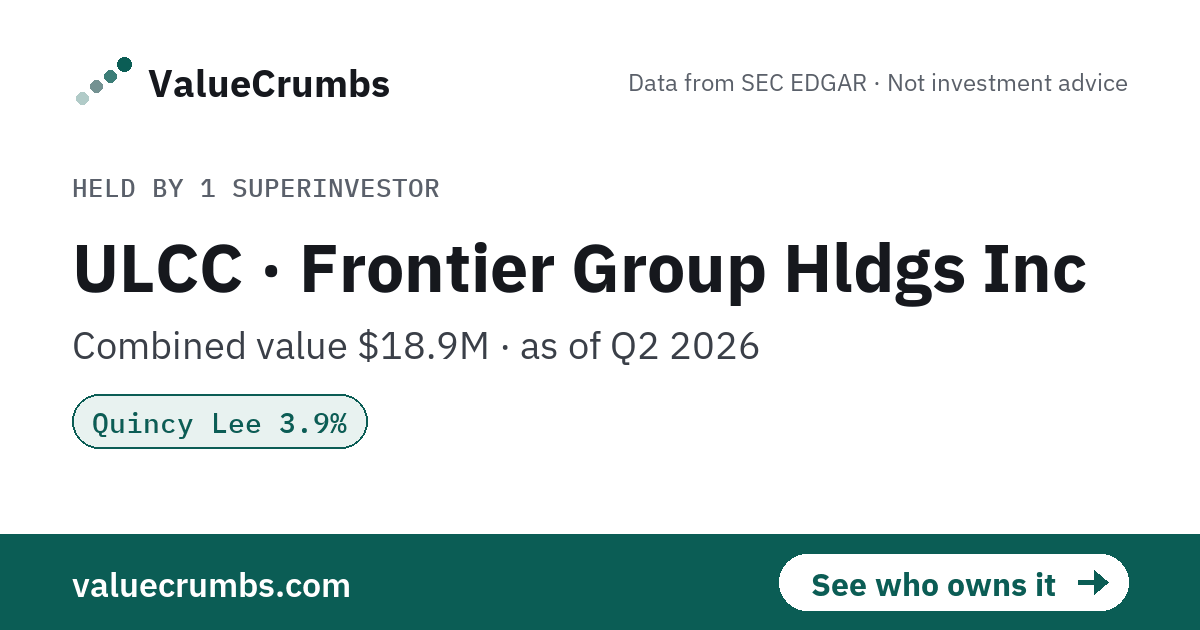 ValueCrumbs
Data from SEC EDGAR · Not investment advice
HELD BY 1 SUPERINVESTOR
ULCC · Frontier Group Hldgs Inc
Combined value $18.9M · as of Q2 2026
Quincy Lee 3.9%
valuecrumbs.com
See who owns it →